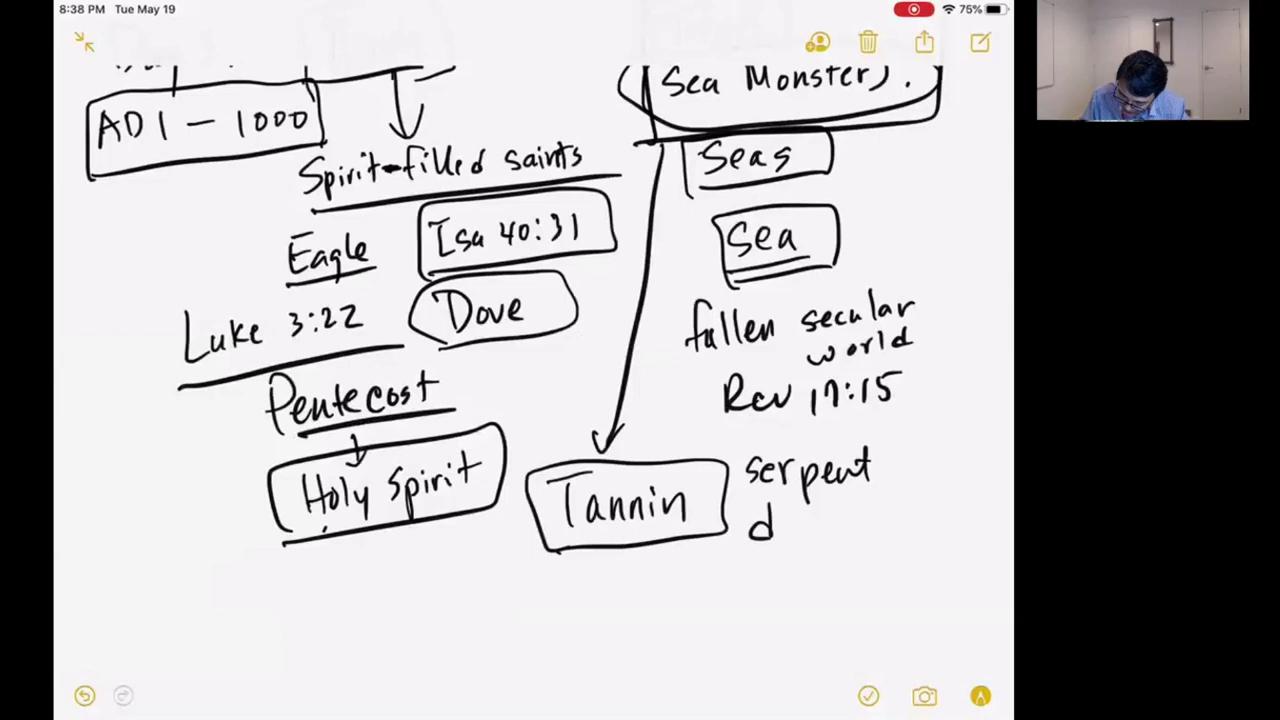 8:38 PM Tue May 19
75%
AD 1 - 1000
Spirit-filled saints
Eagle
Isa 40:31
Luke 3:22
Dove
Pentecost
Holy Spirit
Sea Monster).
Seas
Sea
fallen secular
world
Rev 17:15
Tannin
serpent
d